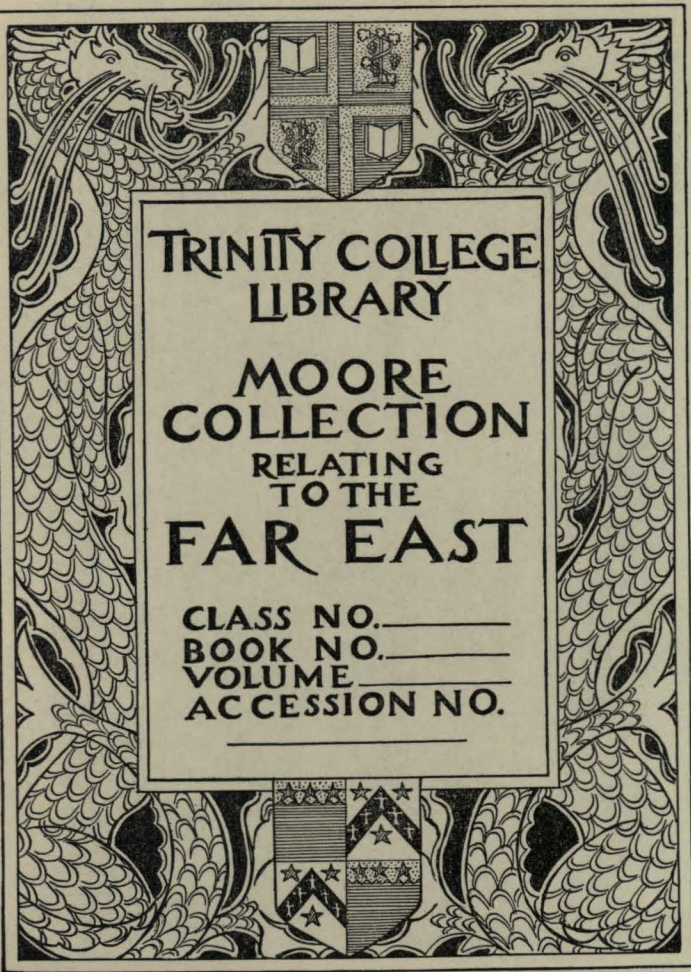 TRINITY COLLEGE
LIBRARY
MOORE
COLLECTION
RELATING
TO THE
FAR EAST
CLASS NO.
BOOK NO.
VOLUME
ACCESSION NO.